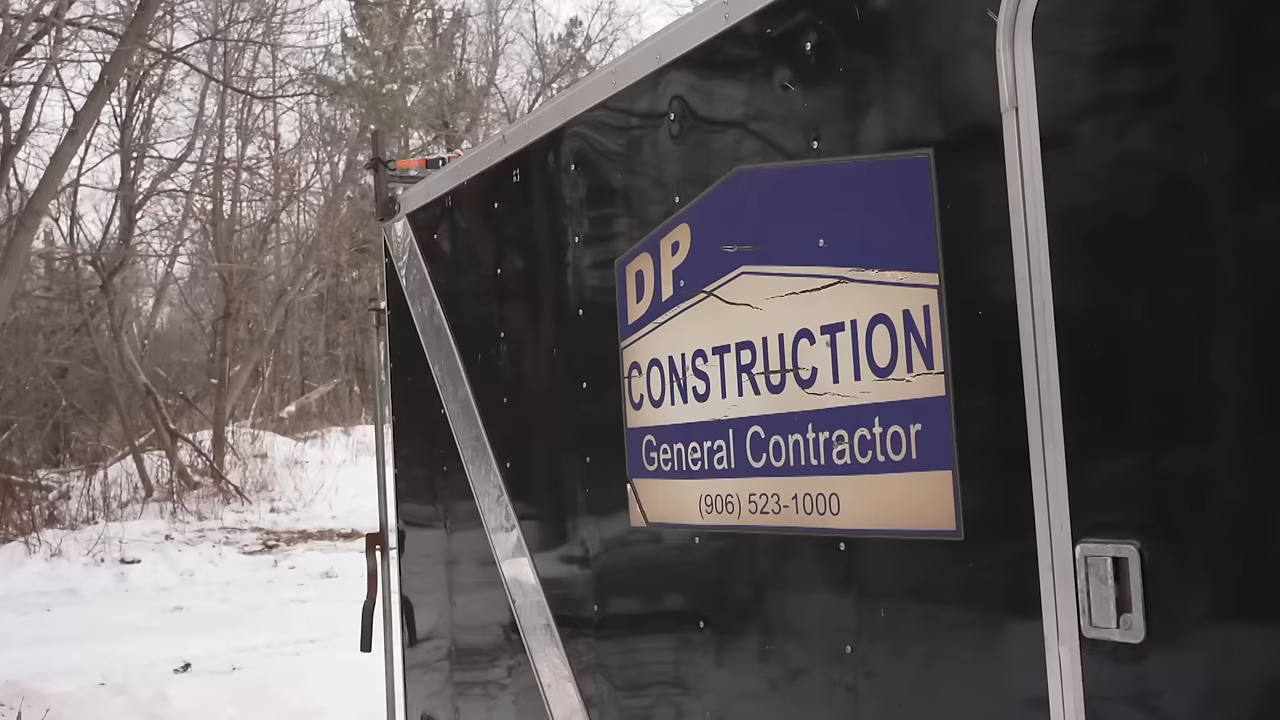 DP
CONSTRUCTION
General Contractor
(906) 523-1000